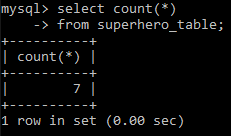 mysql> select count(*)
    -> from superhero_table;
+----------+
| count(*) |
+----------+
|        7 |
+----------+
1 row in set (0.00 sec)